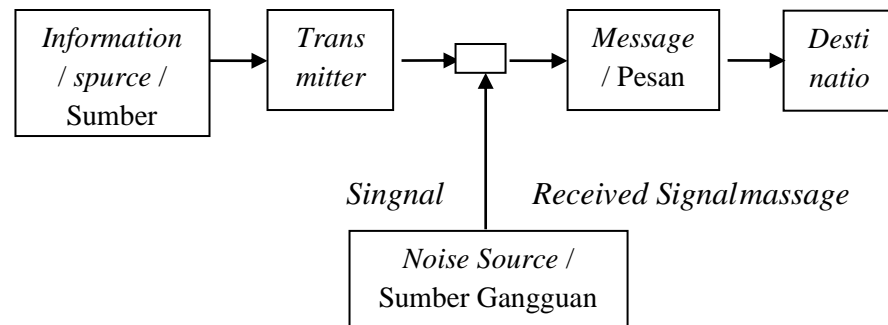 Information
/ spurce /
Sumber
Trans
mitter
Message
/ Pesan
Desti
natio
Singnal
Received Signalmassage
Noise Source /
Sumber Gangguan